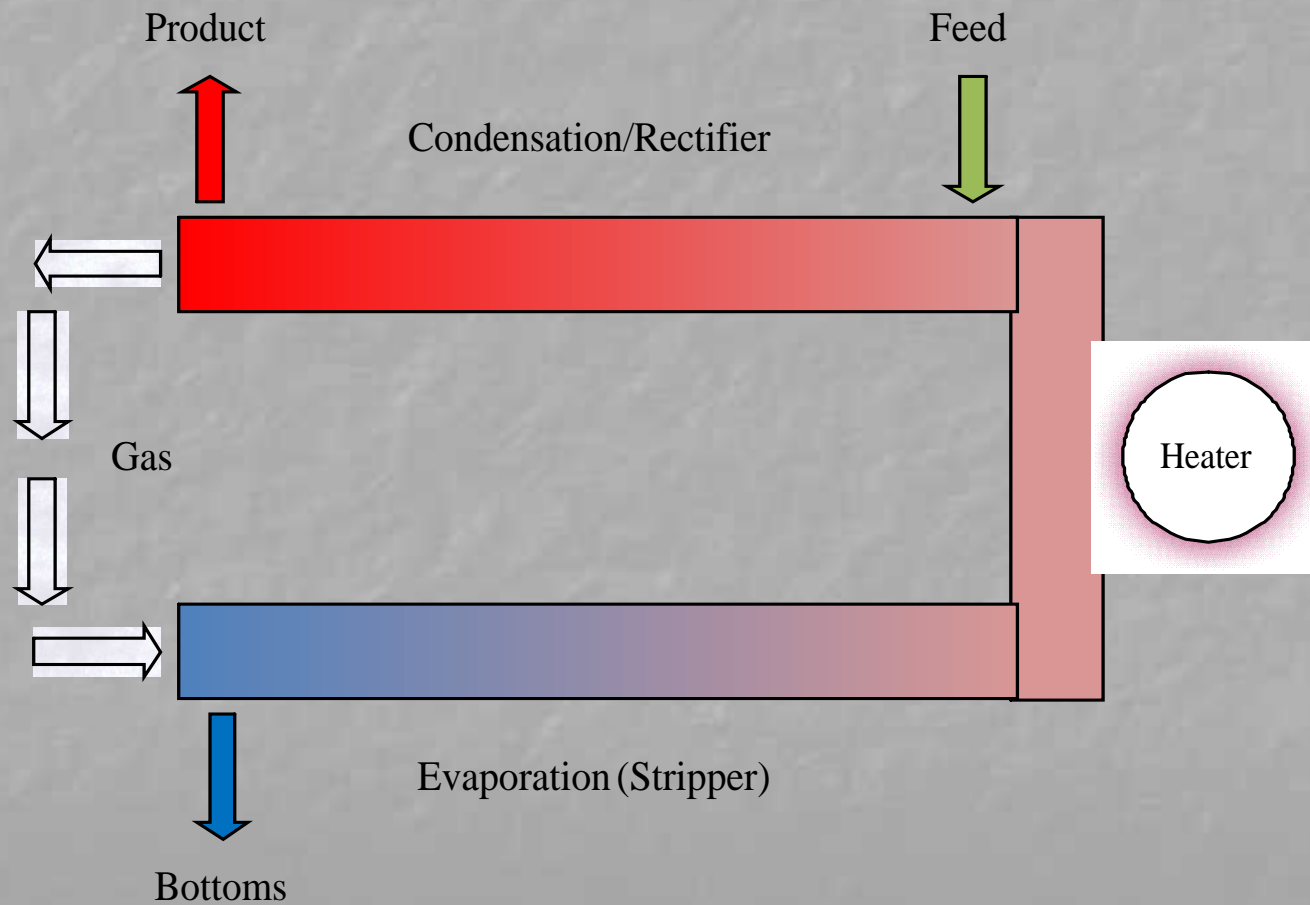 Product
Feed
Condensation/Rectifier
Gas
Heater
Evaporation (Stripper)
Bottoms